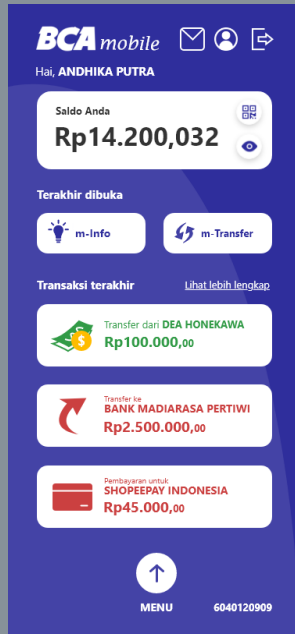 BCA mobile
Hai, ANDHIKA PUTRA
Saldo Anda
Rp14.200,032
Terakhir dibuka
m-Info
m-Transfer
Transaksi terakhir
Lihat lebih lengkap
Transfer dari DEA HONEKAWA
Rp100.000,00
Transfer ke
BANK MADIARASA PERTIWI
Rp2.500.000,00
Pembayaran untuk
SHOPEEPAY INDONESIA
Rp45.000,00
MENU
6040120909